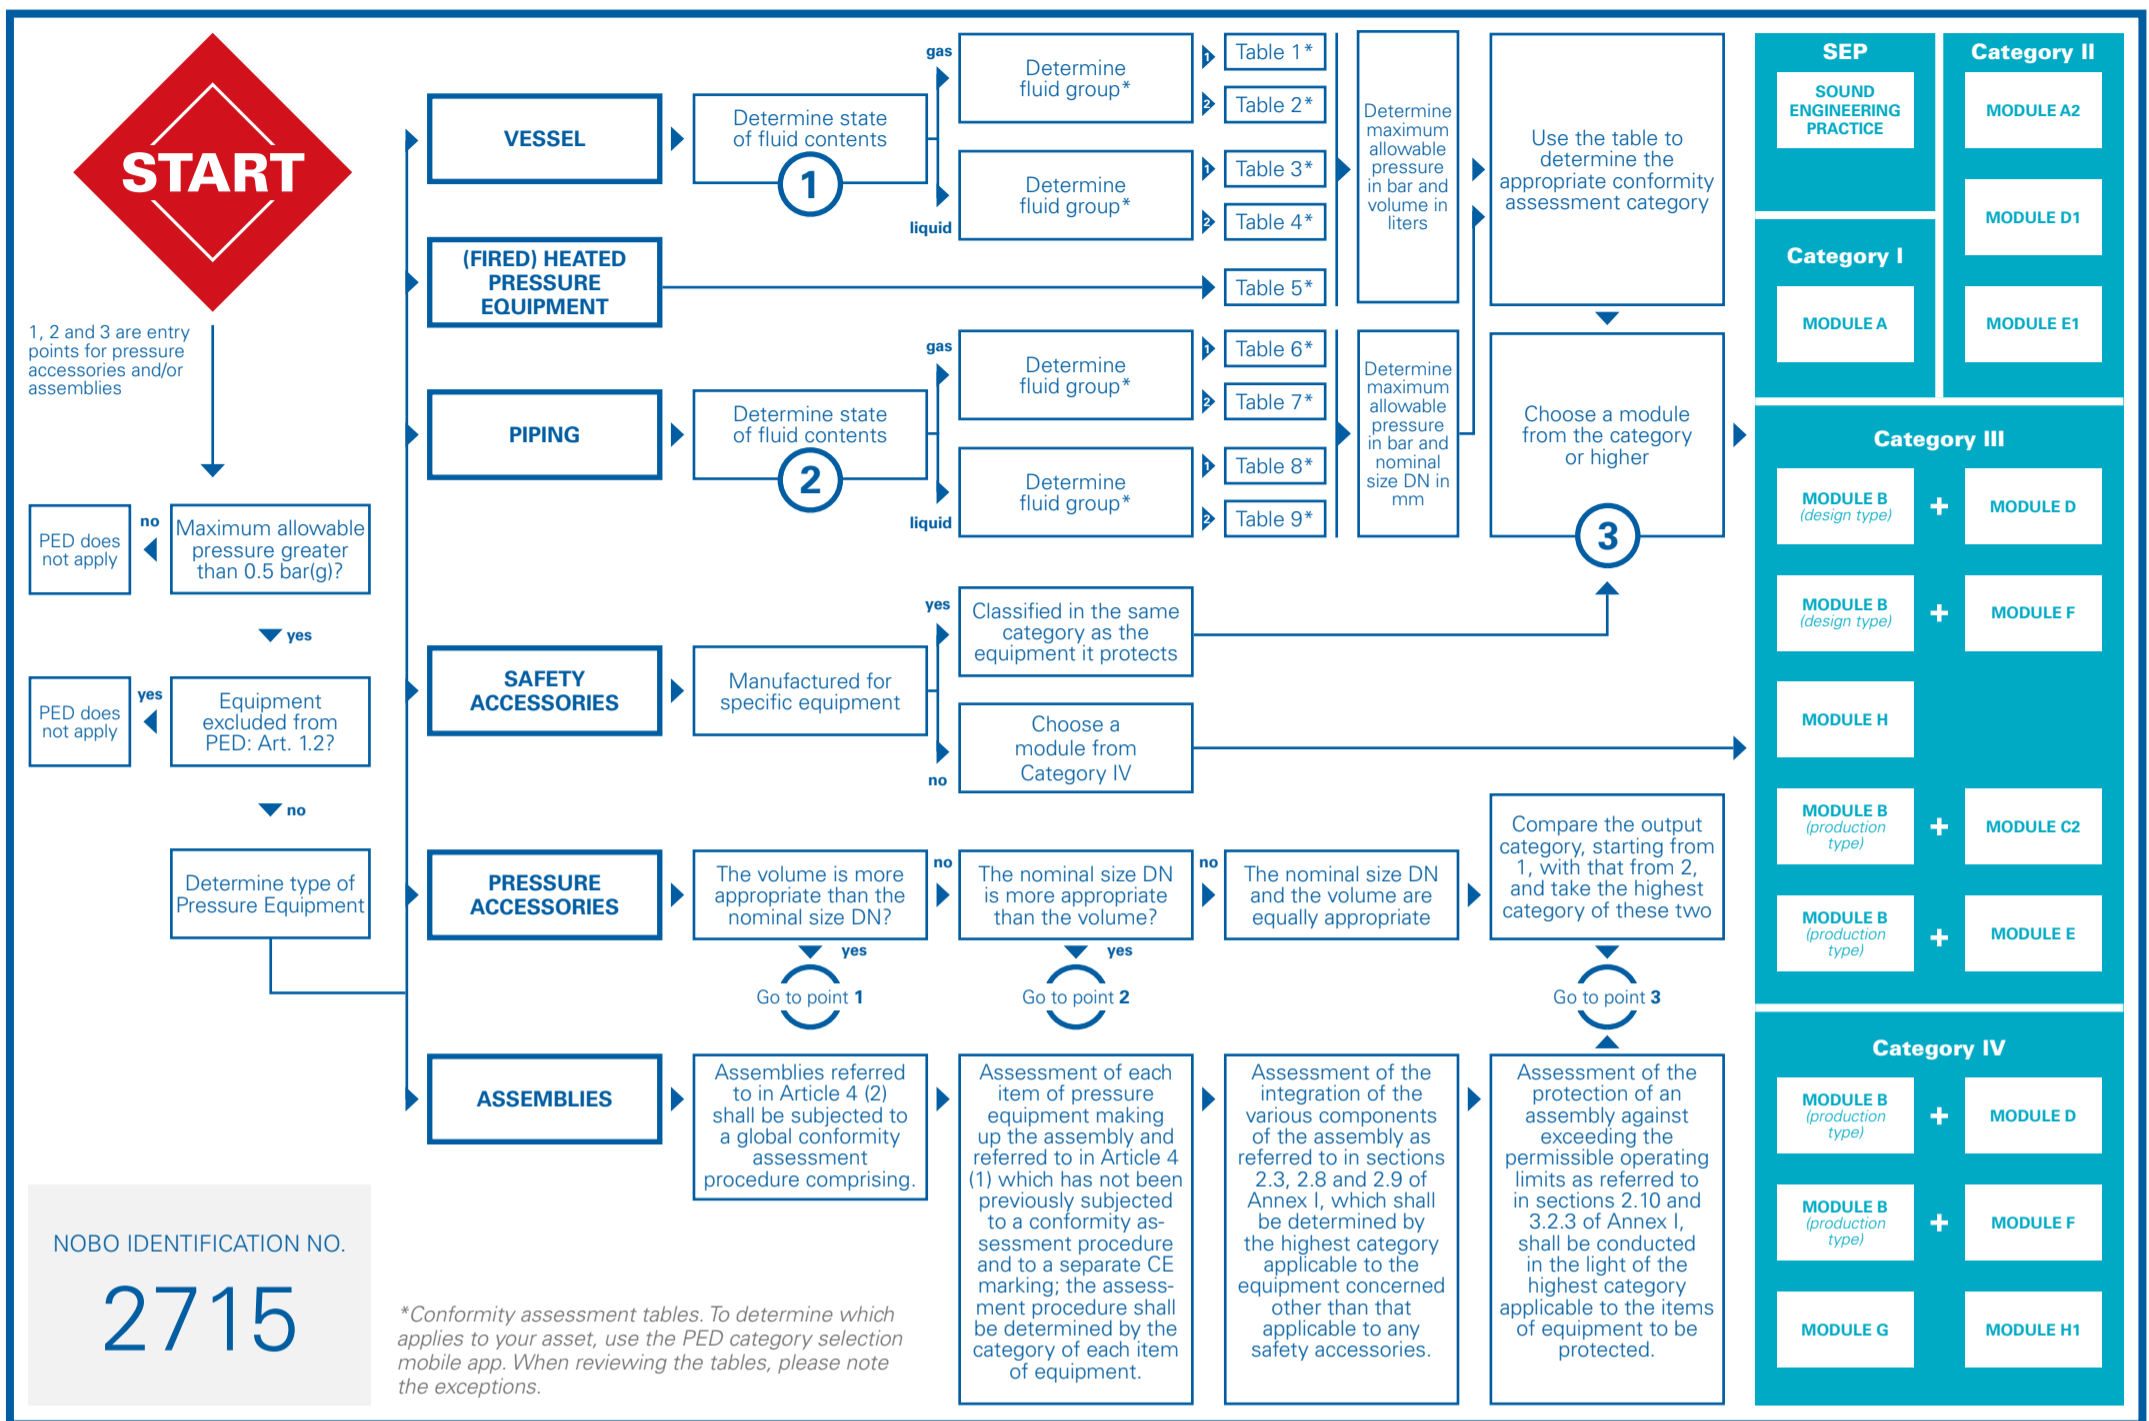 START
1, 2 and 3 are entry
points for pressure
accessories and/or
assemblies
Maximum allowable
pressure greater
than 0.5 bar(g)?
no
PED does
not apply
yes
Equipment
excluded from
PED: Art. 1.2?
yes
PED does
not apply
no
Determine type of
Pressure Equipment
VESSEL
Determine state
of fluid contents
1
gas
Determine
fluid group*
1
Table 1*
2
Table 2*
liquid
Determine
fluid group*
1
Table 3*
2
Table 4*
(FIRED) HEATED
PRESSURE
EQUIPMENT
Table 5*
Determine
maximum
allowable
pressure
in bar and
volume in
liters
Use the table to
determine the
appropriate conformity
assessment category
PIPING
Determine state
of fluid contents
2
gas
Determine
fluid group*
1
Table 6*
2
Table 7*
liquid
Determine
fluid group*
1
Table 8*
2
Table 9*
Determine
maximum
allowable
pressure
in bar and
nominal
size DN in
mm
Choose a module
from the category
or higher
3
SAFETY
ACCESSORIES
Manufactured for
specific equipment
yes
Classified in the same
category as the
equipment it protects
no
Choose a
module from
Category IV
PRESSURE
ACCESSORIES
The volume is more
appropriate than the
nominal size DN?
yes
Go to point 1
no
The nominal size DN
is more appropriate
than the volume?
yes
Go to point 2
no
The nominal size DN
and the volume are
equally appropriate
Compare the output
category, starting from
1, with that from 2,
and take the highest
category of these two
Go to point 3
ASSEMBLIES
Assemblies referred
to in Article 4 (2)
shall be subjected to
a global conformity
assessment
procedure comprising.
Assessment of each
item of pressure
equipment making
up the assembly and
referred to in Article 4
(1) which has not been
previously subjected
to a conformity as-
sessment procedure
and to a separate CE
marking; the assess-
ment procedure shall
be determined by the
category of each item
of equipment.
Assessment of the
integration of the
various components
of the assembly as
referred to in sections
2.3, 2.8 and 2.9 of
Annex I, which shall
be determined by
the highest category
applicable to the
equipment concerned
other than that
applicable to any
safety accessories.
Assessment of the
protection of an
assembly against
exceeding the
permissible operating
limits as referred to
in sections 2.10 and
3.2.3 of Annex I,
shall be conducted
in the light of the
highest category
applicable to the items
of equipment to be
protected.
SEP
SOUND
ENGINEERING
PRACTICE
Category I
MODULE A
Category II
MODULE A2
MODULE D1
MODULE E1
Category III
MODULE B
(design type)
+
MODULE D
MODULE B
(design type)
+
MODULE F
MODULE H
MODULE B
(production
type)
+
MODULE C2
MODULE B
(production
type)
+
MODULE E
Category IV
MODULE B
(production
type)
+
MODULE D
MODULE B
(production
type)
+
MODULE F
MODULE G
MODULE H1
NOBO IDENTIFICATION NO.
2715
*Conformity assessment tables. To determine which
applies to your asset, use the PED category selection
mobile app. When reviewing the tables, please note
the exceptions.